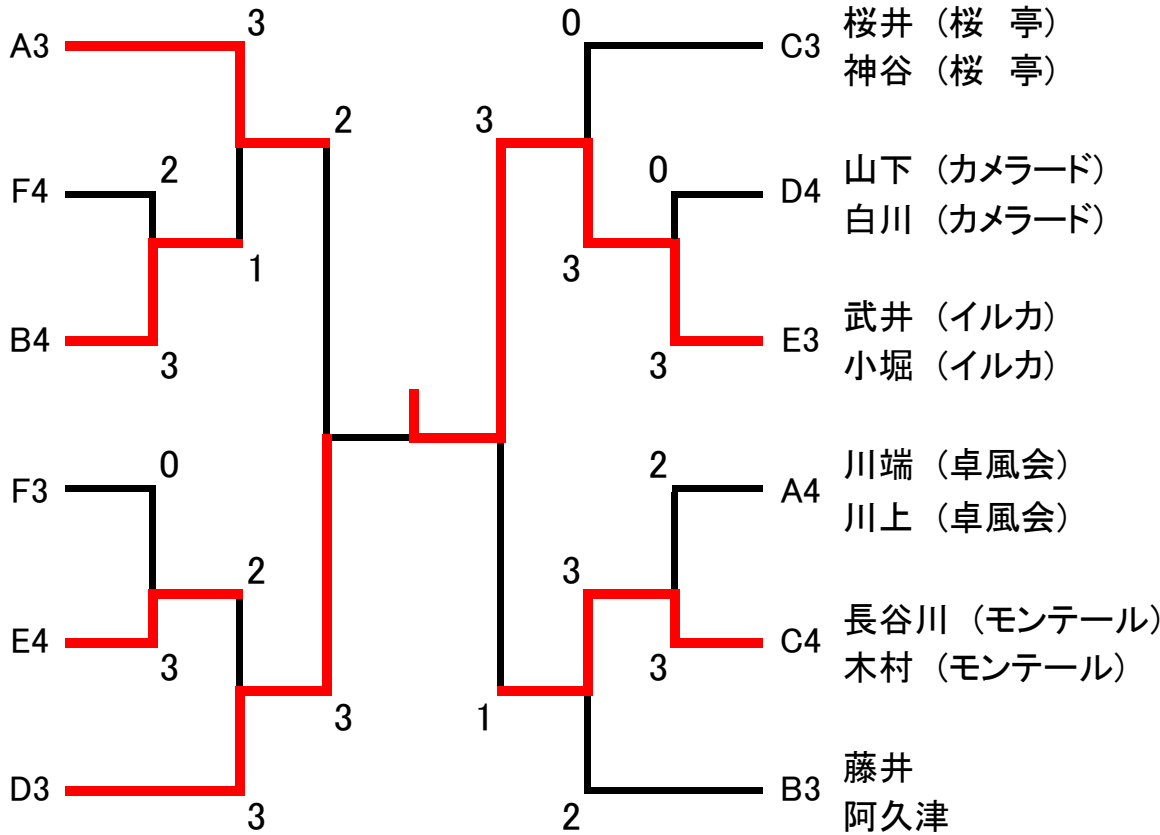 3
0
桜井 (桜 亭)
A3
C3
神谷 (桜 亭)
2
3
2
0
山下 (カメラード)
F4
D4
白川 (カメラード)
1
3
武井 (イルカ)
B4
E3
3
3
小堀 (イルカ)
0
2
川端 (卓風会)
F3
A4
川上 (卓風会)
2
3
長谷川 (モンテール)
E4
C4
3
3
木村 (モンテール)
3
1
藤井
D3
B3
3
2
阿久津